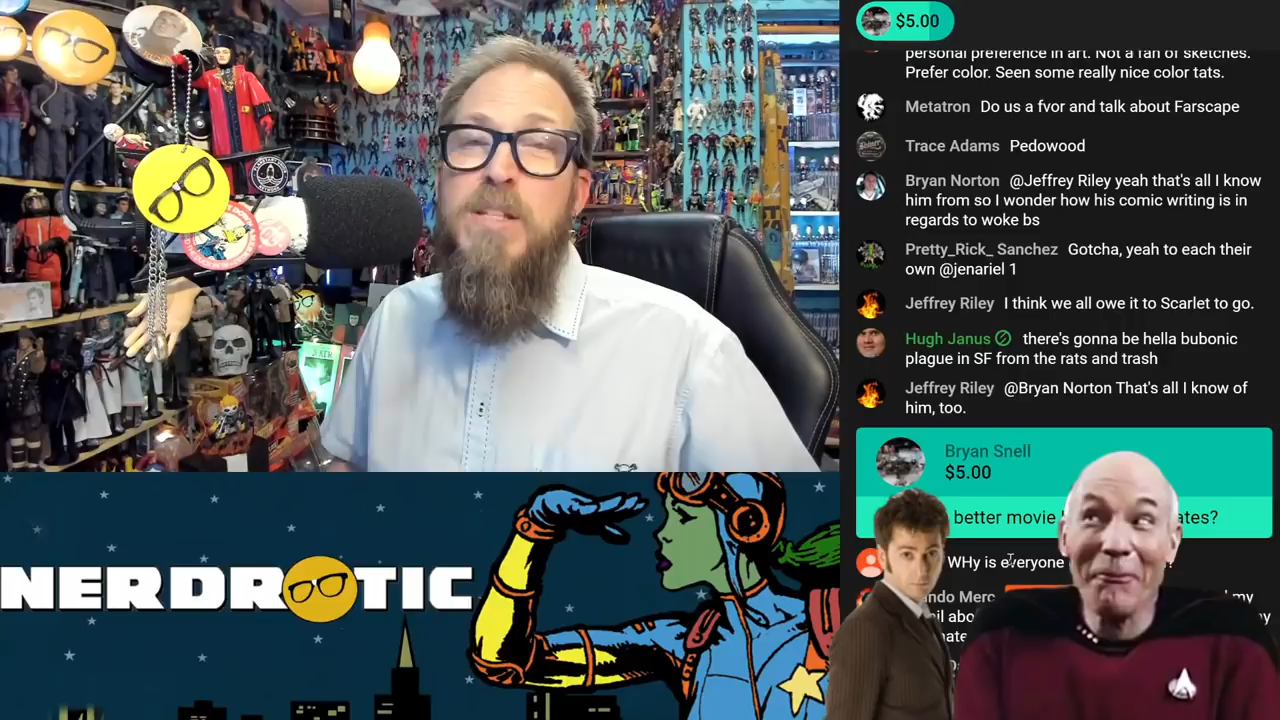 $5.00
personal preference in art. Not a fan of sketches.
Prefer color. Seen some really nice color tats.
Metatron Do us a fvor and talk about Farscape
Trace Adams Pedowood
Bryan Norton @Jeffrey Riley yeah that's all I know
him from so I wonder how his comic writing is in
regards to woke bs
Pretty_Rick_ Sanchez Gotcha, yeah to each their
own @jenariel 1
Jeffrey Riley I think we all owe it to Scarlet to go.
Hugh Janus there's gonna be hella bubonic
plague in SF from the rats and trash
Jeffrey Riley @Bryan Norton That's all I know of
him, too.
Bryan Snell
$5.00
better movie
WHy is everyone
my
NERDROTIC